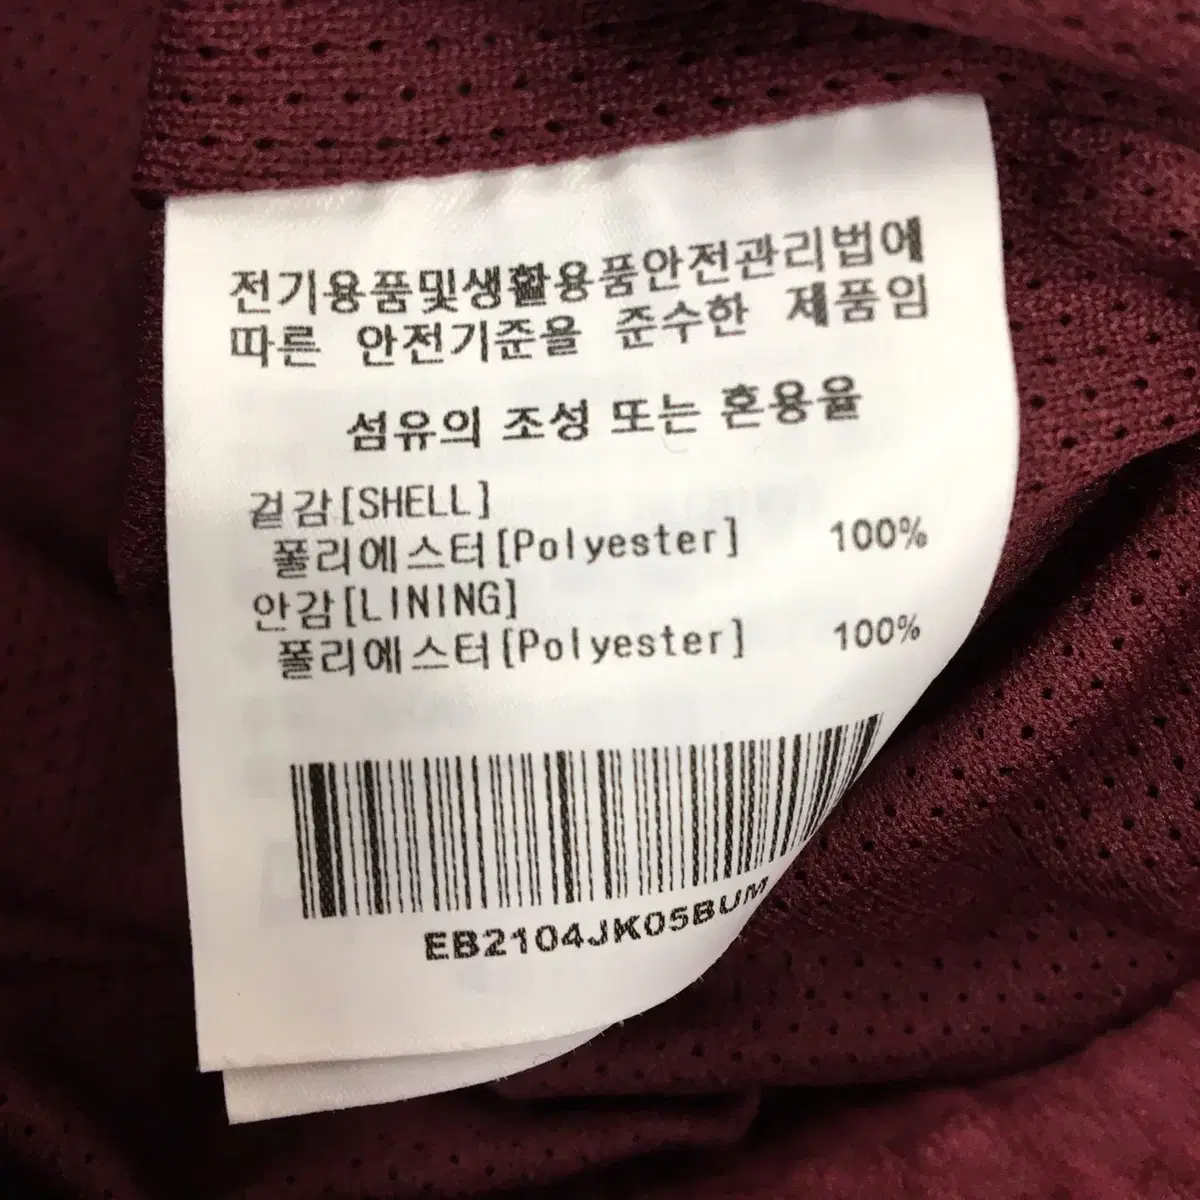 전기용품및생활용품안전관리법에
따른 안전기준을 준수한 제품임
섬유의 조성 또는 혼용율
겉감[SHELL]
폴리에스터[Polyester] 100%
안감[LINING]
폴리에스터[Polyester] 100%
EB2104JK05BUM